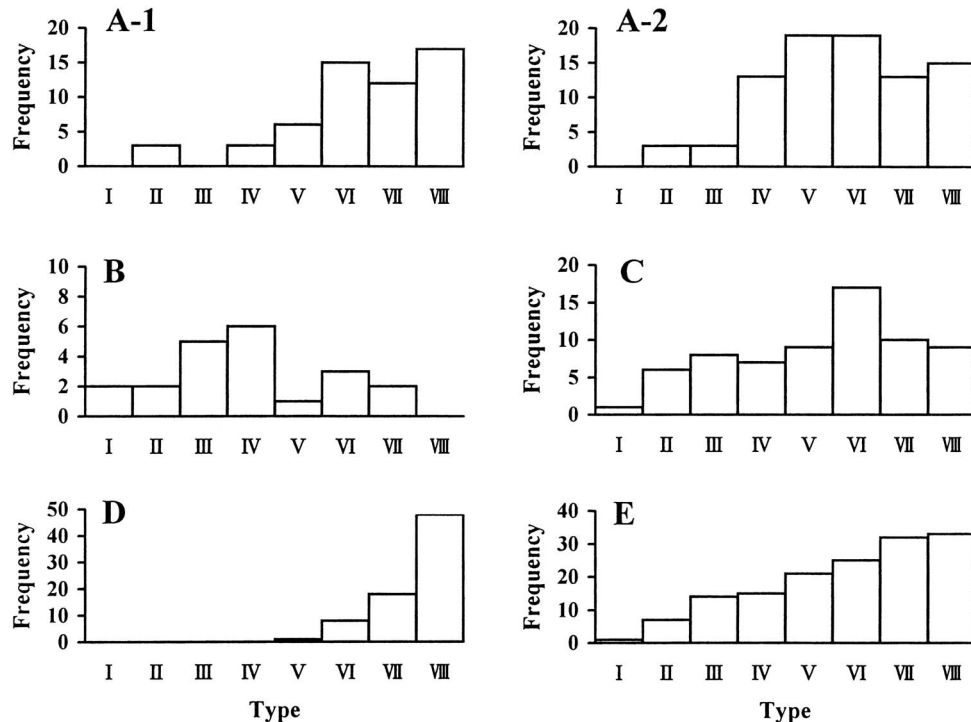 A-1
20
15
10
5
0
Frequency
I II III IV V VI VII VIII
A-2
20
15
10
5
0
Frequency
I II III IV V VI VII VIII
B
10
8
6
4
2
0
Frequency
I II III IV V VI VII VIII
C
20
15
10
5
0
Frequency
I II III IV V VI VII VIII
D
50
40
30
20
10
0
Frequency
I II III IV V VI VII VIII
Type
E
40
30
20
10
0
Frequency
I II III IV V VI VII VIII
Type